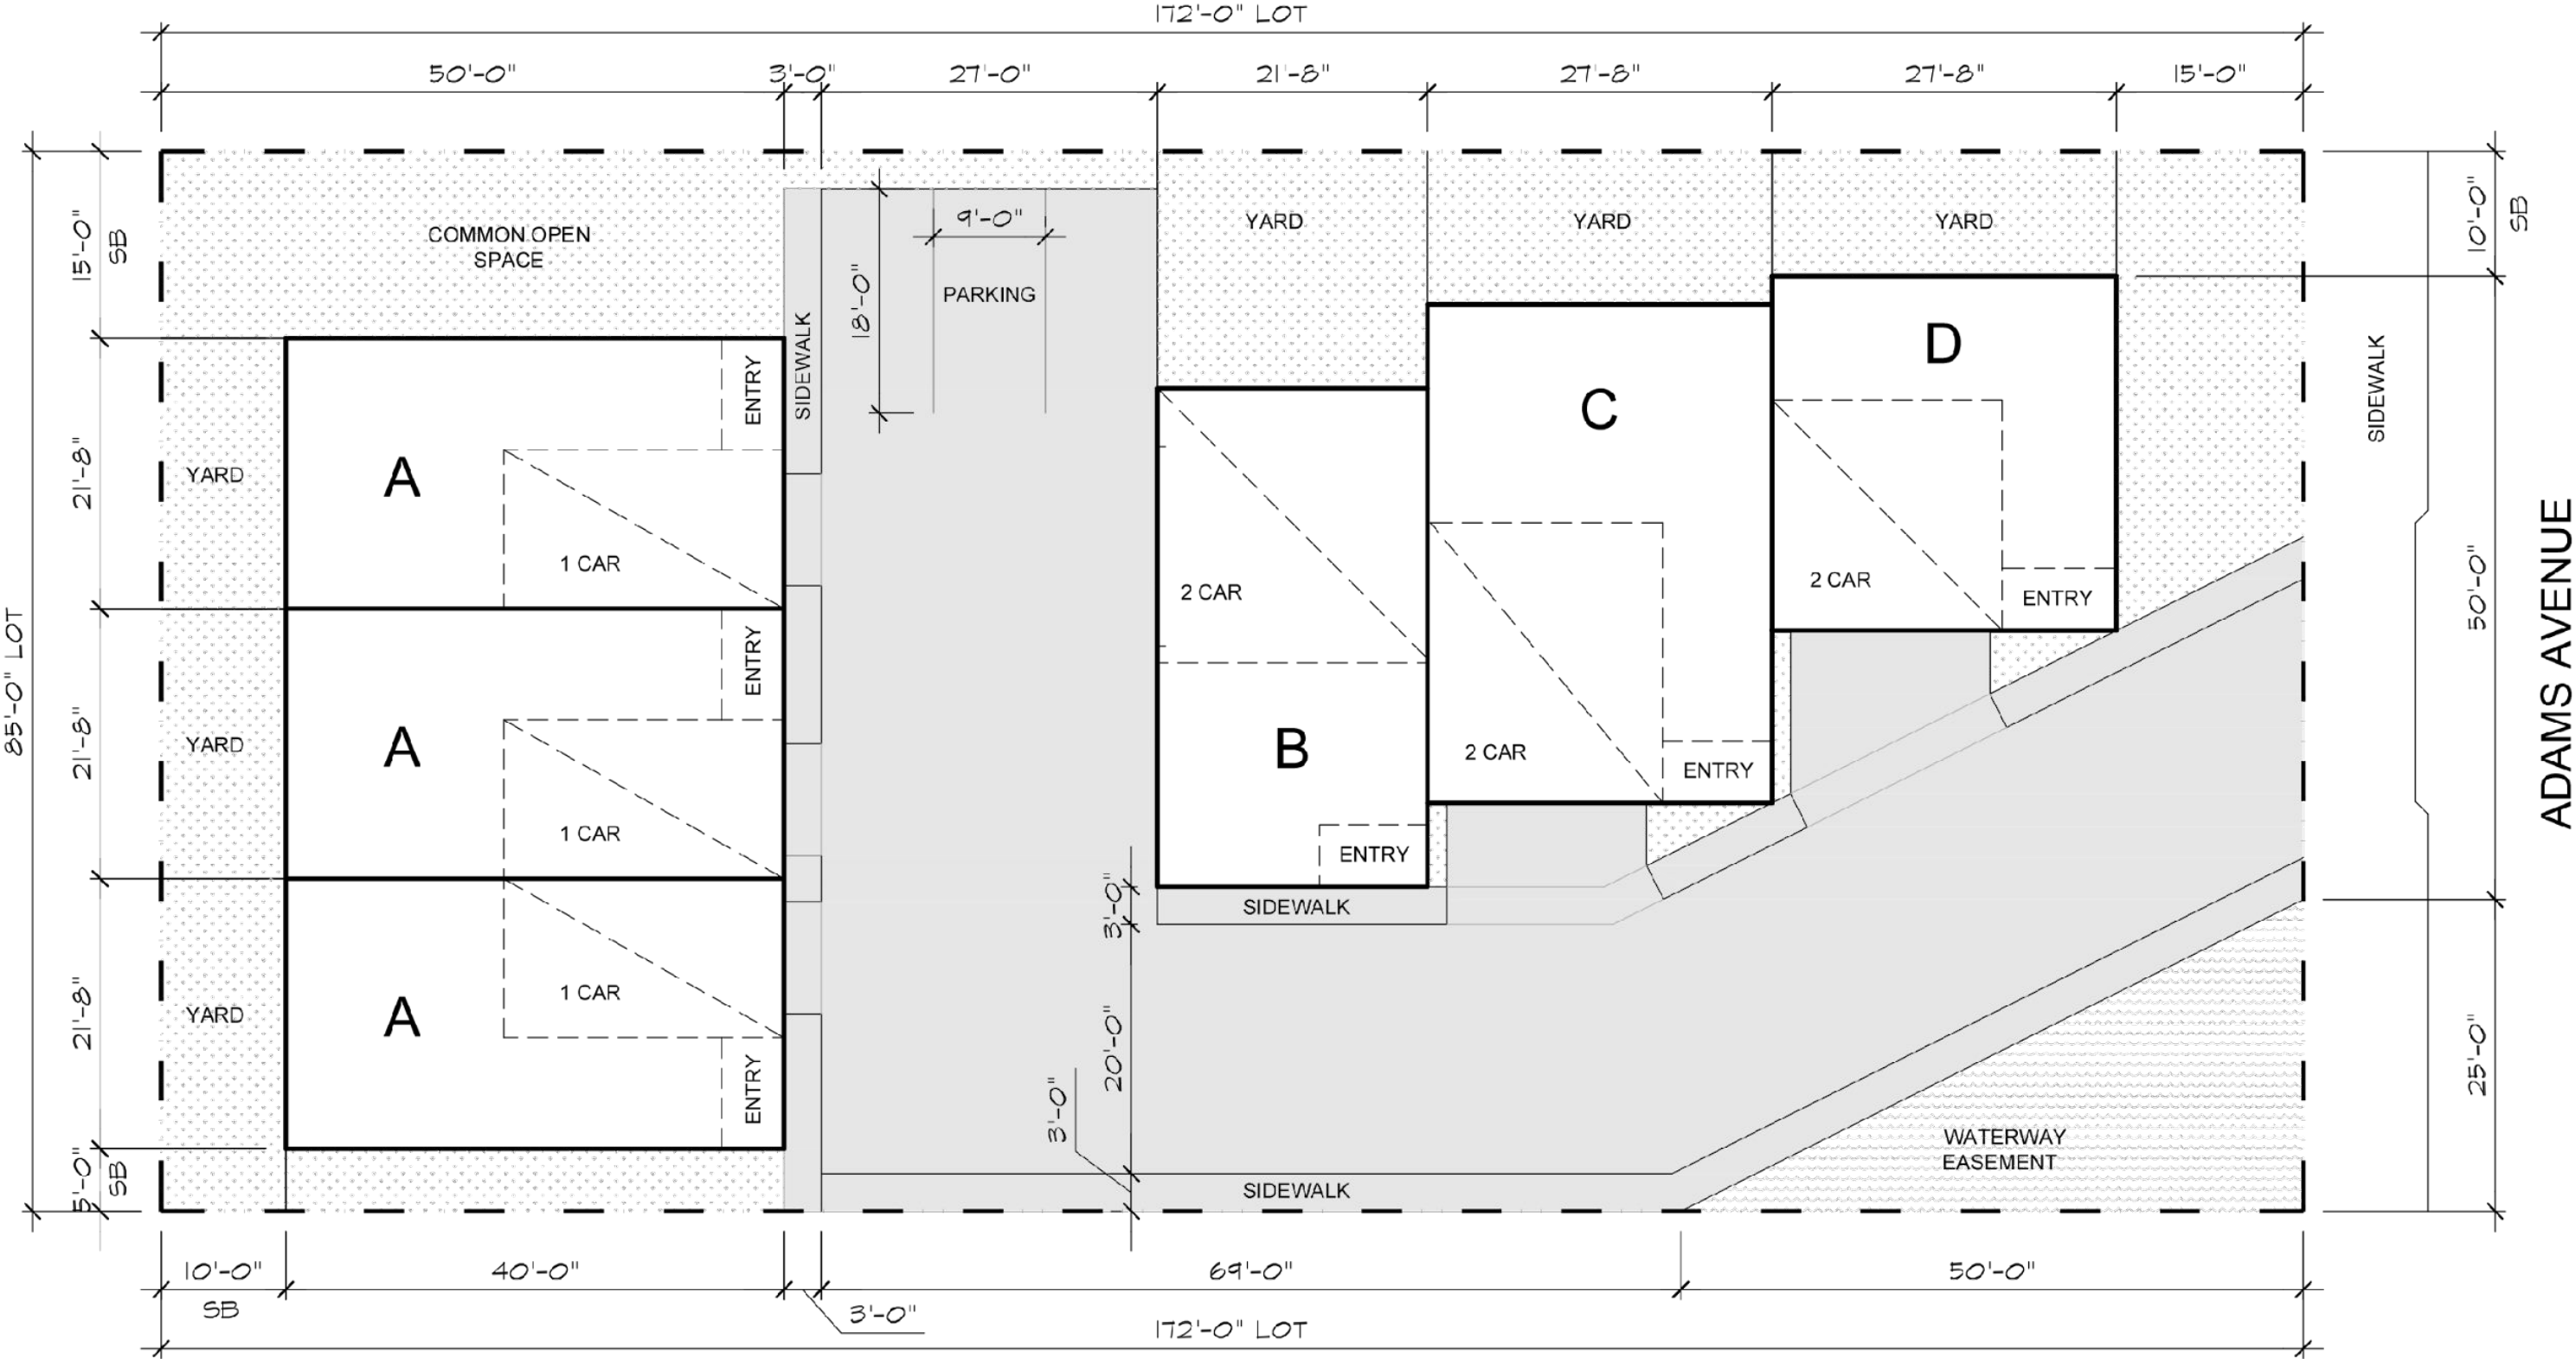 172'-0" LOT
50'-0"
3'-0"
27'-0"
21'-8"
27'-8"
27'-8"
15'-0"
85'-0" LOT
15'-0"
SB
21'-8"
21'-8"
21'-8"
5'-0"
SB
COMMON OPEN
SPACE
YARD
A
1 CAR
ENTRY
YARD
A
1 CAR
ENTRY
YARD
A
1 CAR
ENTRY
SIDEWALK
9'-0"
18'-0"
PARKING
YARD
YARD
YARD
2 CAR
B
ENTRY
C
2 CAR
ENTRY
D
2 CAR
ENTRY
3'-0"
SIDEWALK
20'-0"
3'-0"
SIDEWALK
WATERWAY
EASEMENT
SIDEWALK
10'-0"
SB
50'-0"
25'-0"
ADAMS AVENUE
10'-0"
SB
40'-0"
3'-0"
69'-0"
50'-0"
172'-0" LOT